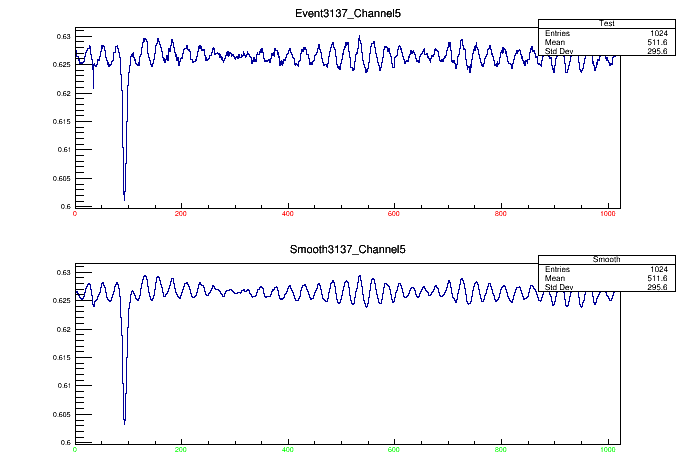 Event3137_Channel5
Test
Entries 1024
Mean 511.6
Std Dev 295.6
0.63
0.625
0.62
0.615
0.61
0.605
0.6
0 200 400 600 800 1000
Smooth3137_Channel5
Smooth
Entries 1024
Mean 511.6
Std Dev 295.6
0.63
0.625
0.62
0.615
0.61
0.605
0.6
0 200 400 600 800 1000